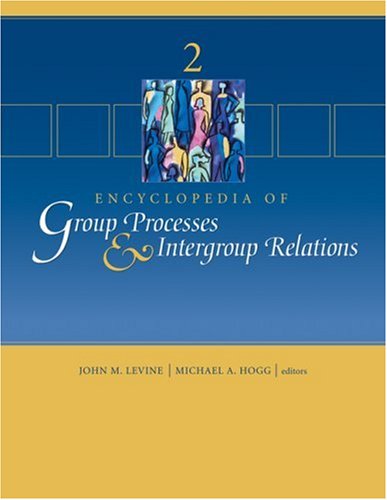 2
ENCYCLOPEDIA OF
Group Processes
& Intergroup Relations
JOHN M. LEVINE | MICHAEL A. HOGG | editors